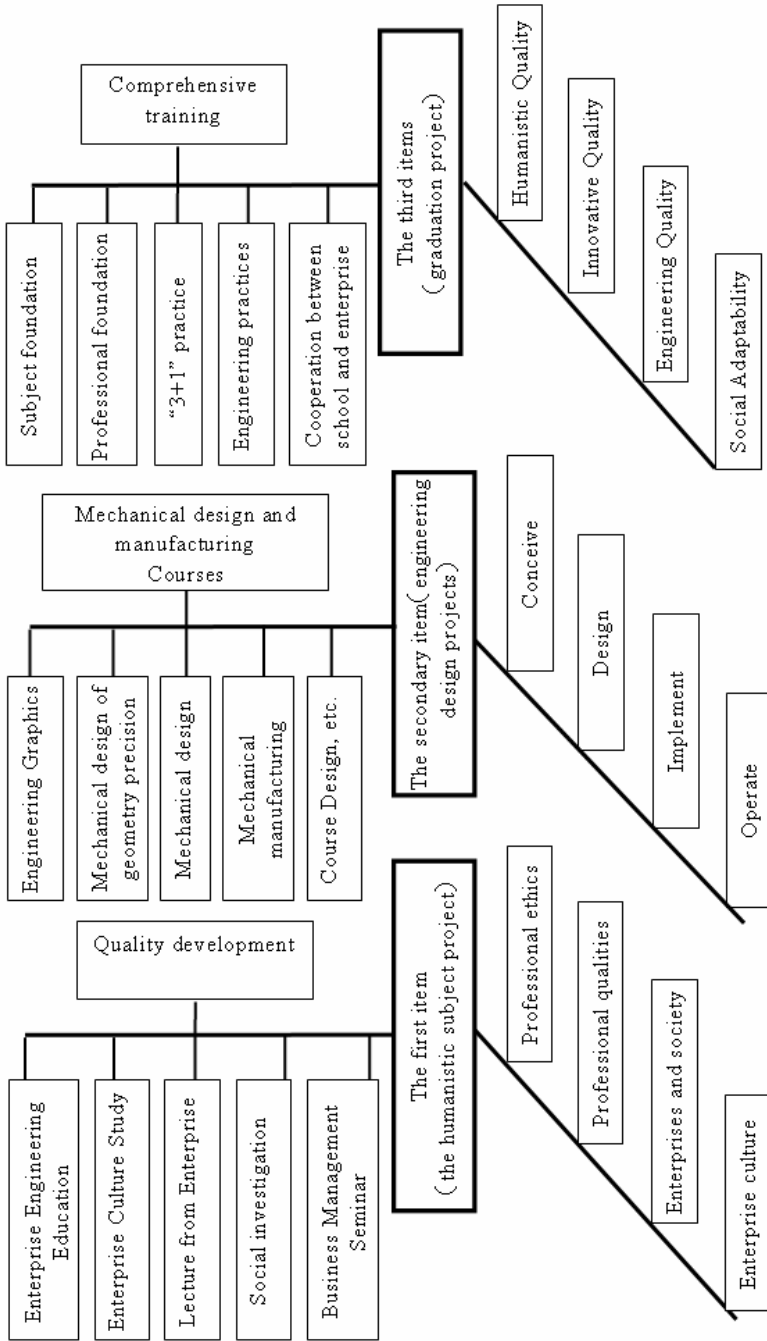 Enterprise Engineering
Education
Enterprise Culture Study
Lecture from Enterprise
Social investigation
Business Management
Seminar
Quality development
The first item
(the humanistic subject project)
Professional ethics
Professional qualities
Enterprises and society
Enterprise culture
Engineering Graphics
Mechanical design of
geometry precision
Mechanical design
Mechanical
manufacturing
Course Design, etc.
Mechanical design and
manufacturing
Courses
The secondary item(engineering
design projects)
Conceive
Design
Implement
Operate
Subject foundation
Professional foundation
“3+1” practice
Engineering practices
Cooperation between
school and enterprise
Comprehensive
training
The third items
(graduation project)
Humanistic Quality
Innovative Quality
Engineering Quality
Social Adaptability